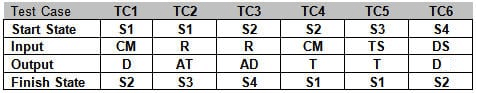 Test Case TC1 TC2 TC3 TC4 TC5 TC6
Start State S1 S1 S2 S2 S3 S4
Input CM R R CM TS DS
Output D AT AD T T D
Finish State S2 S3 S4 S1 S1 S2